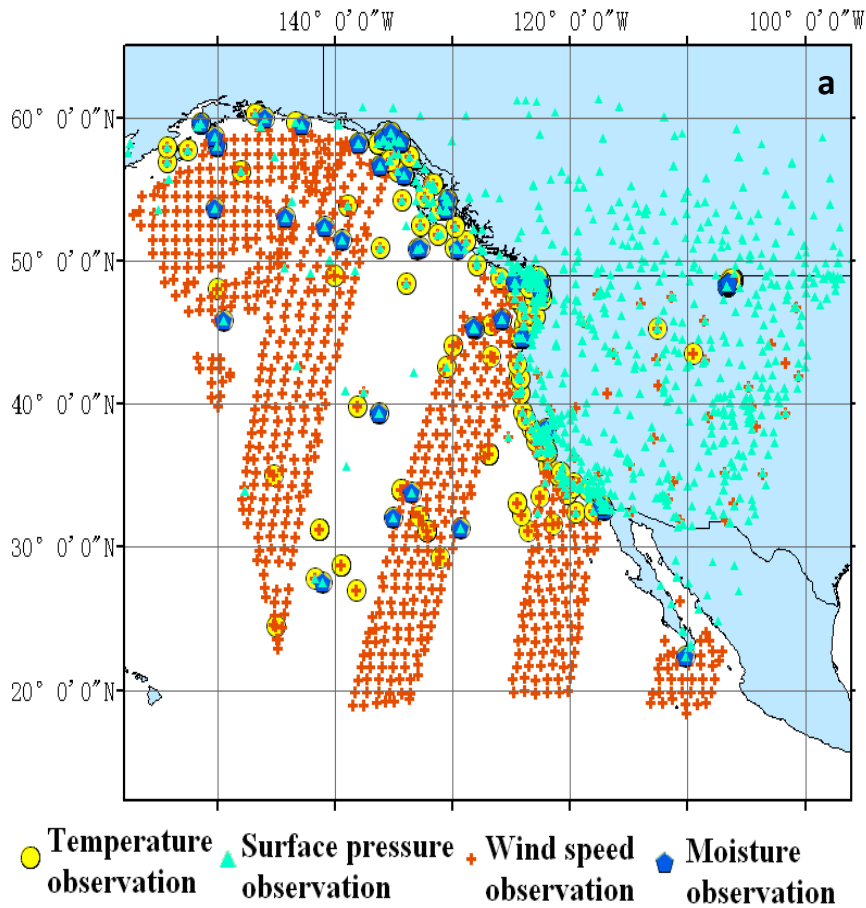 140° 0'0"W 120° 0'0"W 100° 0'0"W
a
60° 0'0"N
50° 0'0"N
40° 0'0"N
30° 0'0"N
20° 0'0"N
Temperature observation
Surface pressure observation
Wind speed observation
Moisture observation